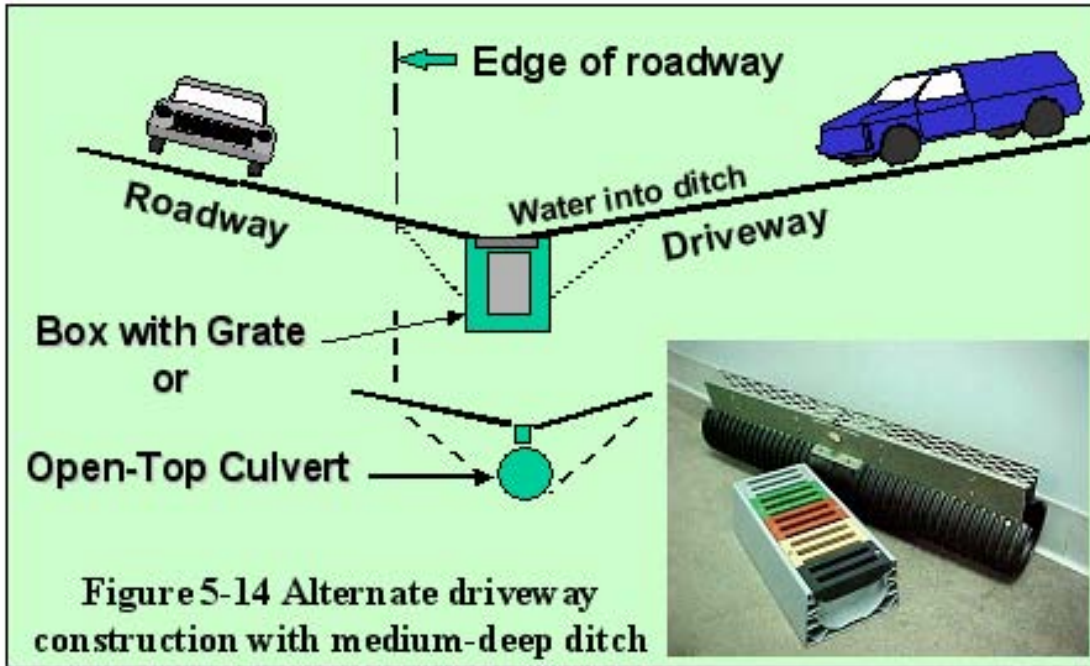 Edge of roadway
Roadway
Water into ditch
Driveway
Box with Grate
or
Open-Top Culvert
Figure 5-14 Alternate driveway
construction with medium-deep ditch